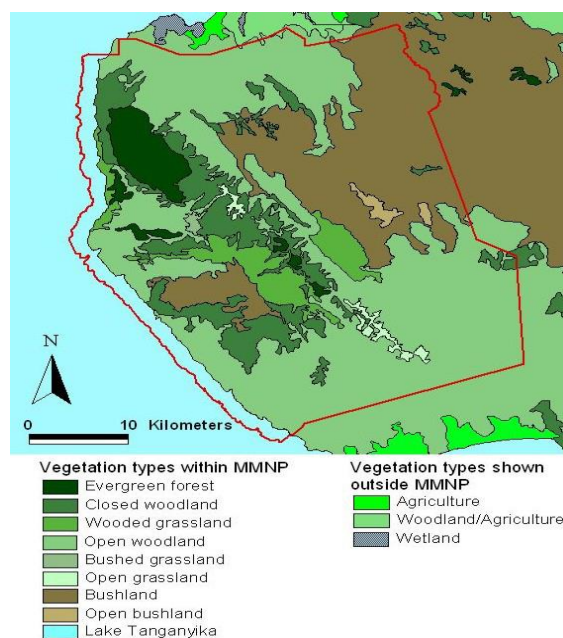 N
0 10 Kilometers
Vegetation types within MMNP
Evergreen forest
Closed woodland
Wooded grassland
Open woodland
Bushed grassland
Open grassland
Bushland
Open bushland
Lake Tanganyika
Vegetation types shown
outside MMNP
Agriculture
Woodland/Agriculture
Wetland